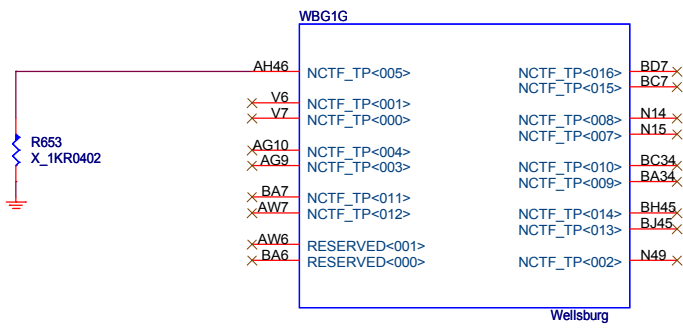 WBG1G
AH46 NCTF_TP<005> NCTF_TP<016> BD7
NCTF_TP<015> BC7
V6 NCTF_TP<001>
V7 NCTF_TP<000> NCTF_TP<008> N14
NCTF_TP<007> N15
R653
X_1KR0402
AG10 NCTF_TP<004>
AG9 NCTF_TP<003> NCTF_TP<010> BC34
NCTF_TP<009> BA34
BA7 NCTF_TP<011>
AW7 NCTF_TP<012> NCTF_TP<014> BH45
NCTF_TP<013> BJ45
AW6 RESERVED<001>
BA6 RESERVED<000> NCTF_TP<002> N49
Wellsburg